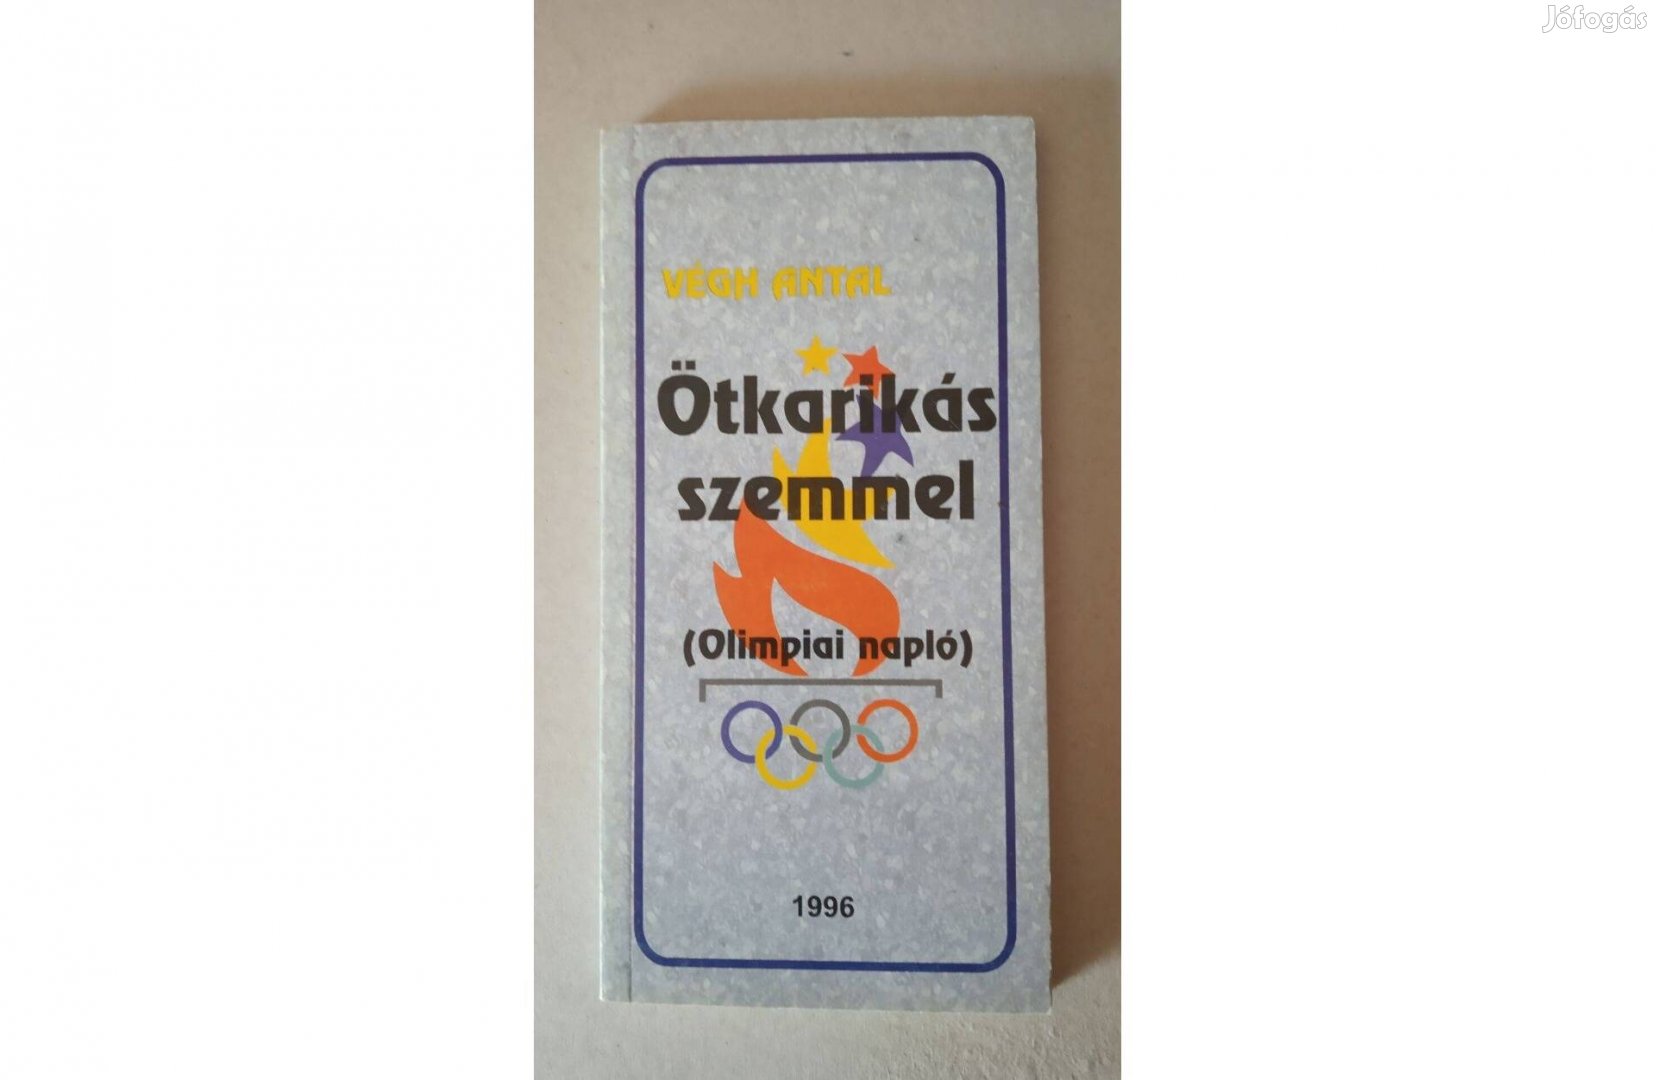 Jófogás
VÉGH ANTAL
Ötkarikás
szemmel
(Olimpiai napló)
1996